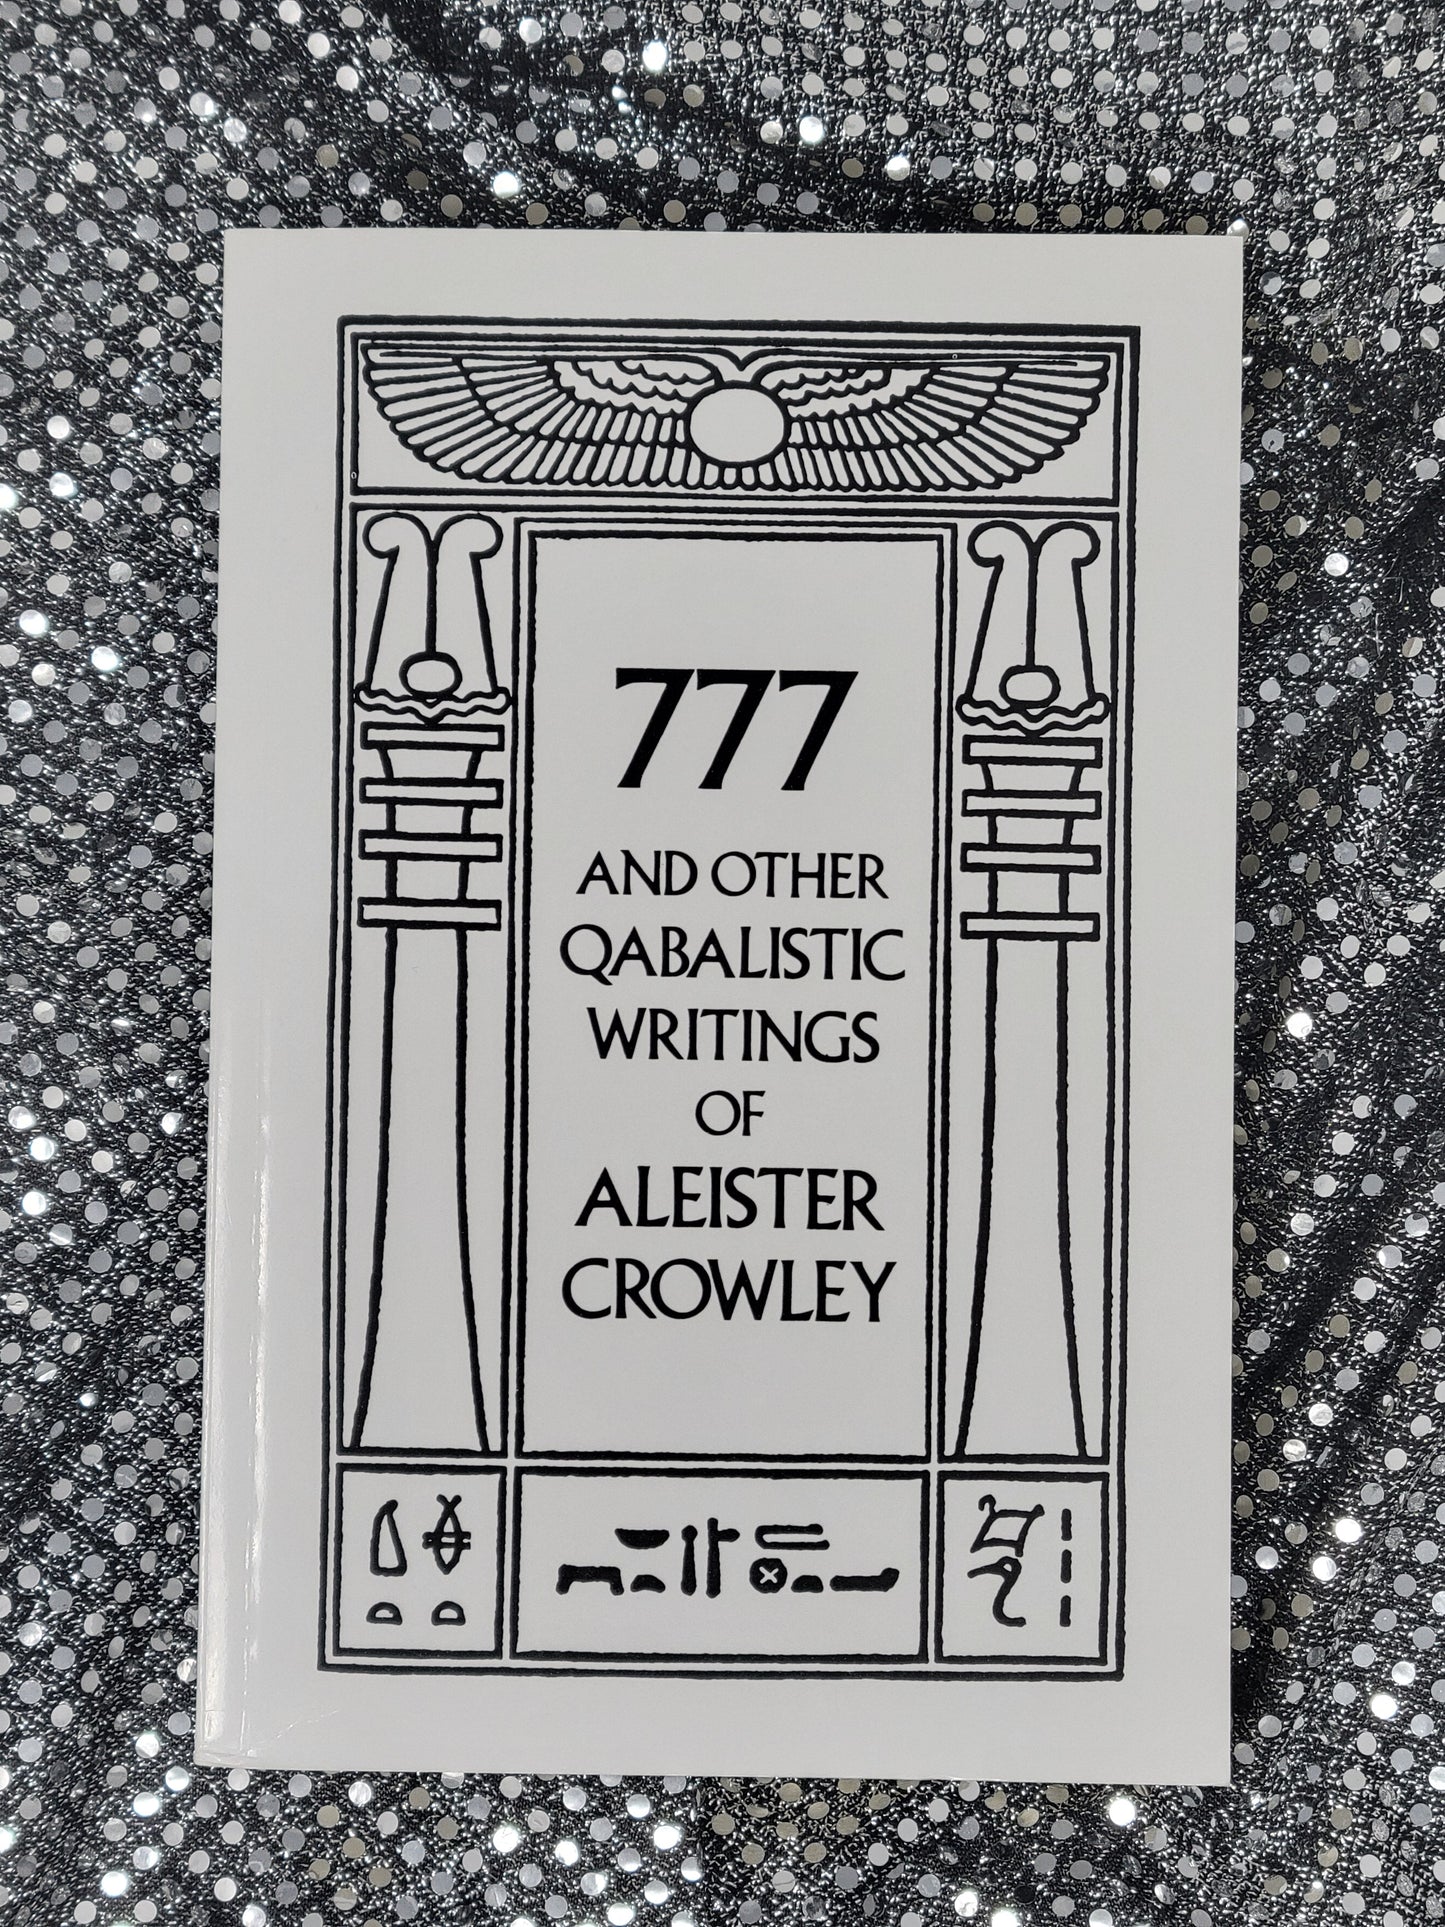 777
AND OTHER
QABALISTIC
WRITINGS
OF
ALEISTER
CROWLEY